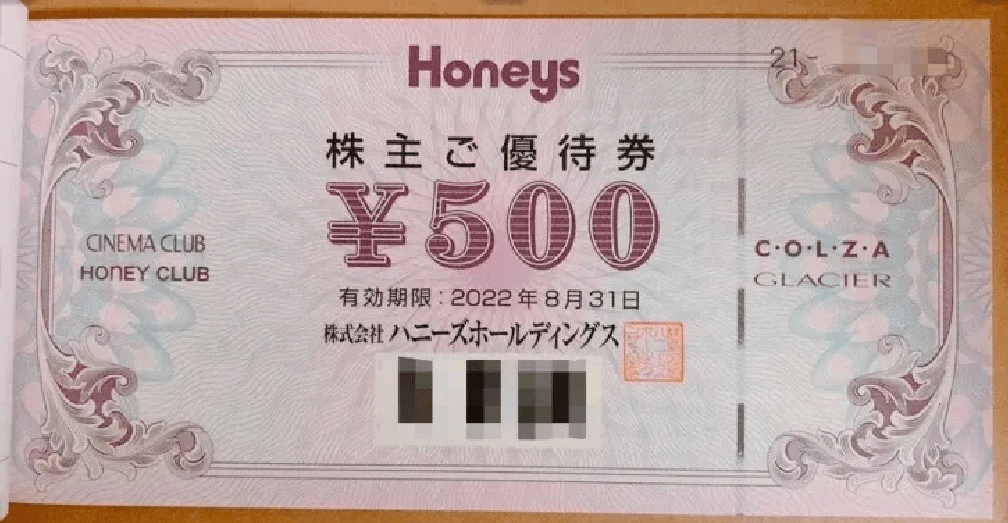 Honeys
21-
株主ご優待券
¥500
CINEMA CLUB
HONEY CLUB
C·O·L·Z·A
GLACIER
有効期限:2022年8月31日
株式会社ハニーズホールディングス